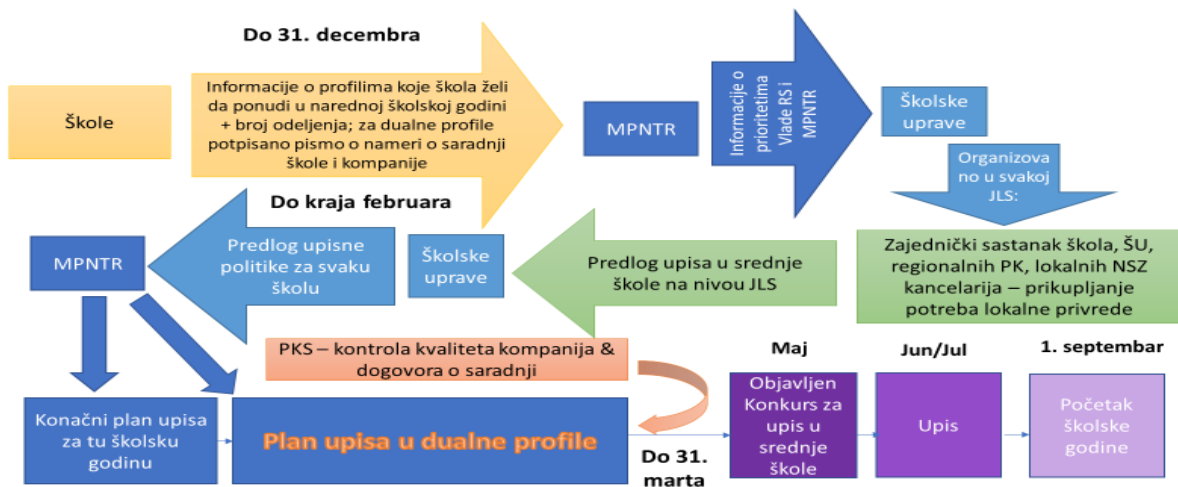 Do 31. decembra
Škole
Informacije o profilima koje škola želi
da ponudi u narednoj školskoj godini
+ broj odeljenja; za dualne profile
potpisano pismo o nameri o saradnji
škole i kompanije
MPNTR
Informacije o
prioritetima
Vlade RS i
MPNTR
Školske
uprave
Organizova
no u svakoj
JLS:
Zajednički sastanak škola, ŠU,
regionalnih PK, lokalnih NSZ
kancelarija – prikupljanje
potreba lokalne privrede
Predlog upisa u srednje
škole na nivou JLS
Do kraja februara
Školske
uprave
Predlog upisne
politike za svaku
školu
MPNTR
PKS – kontrola kvaliteta kompanija &
dogovora o saradnji
Konačni plan upisa
za tu školsku
godinu
Plan upisa u dualne profile
Do 31.
marta
Maj
Objavljen
Konkurs za
upis u
srednje
škole
Jun/Jul
Upis
1. septembar
Početak
školske
godine